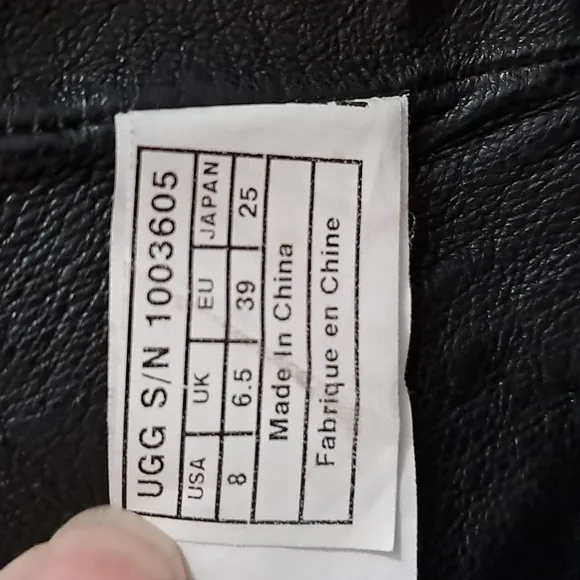 UGG S/N 1003605
USA UK EU JAPAN
8 6.5 39 25
Made In China
Fabrique en Chine